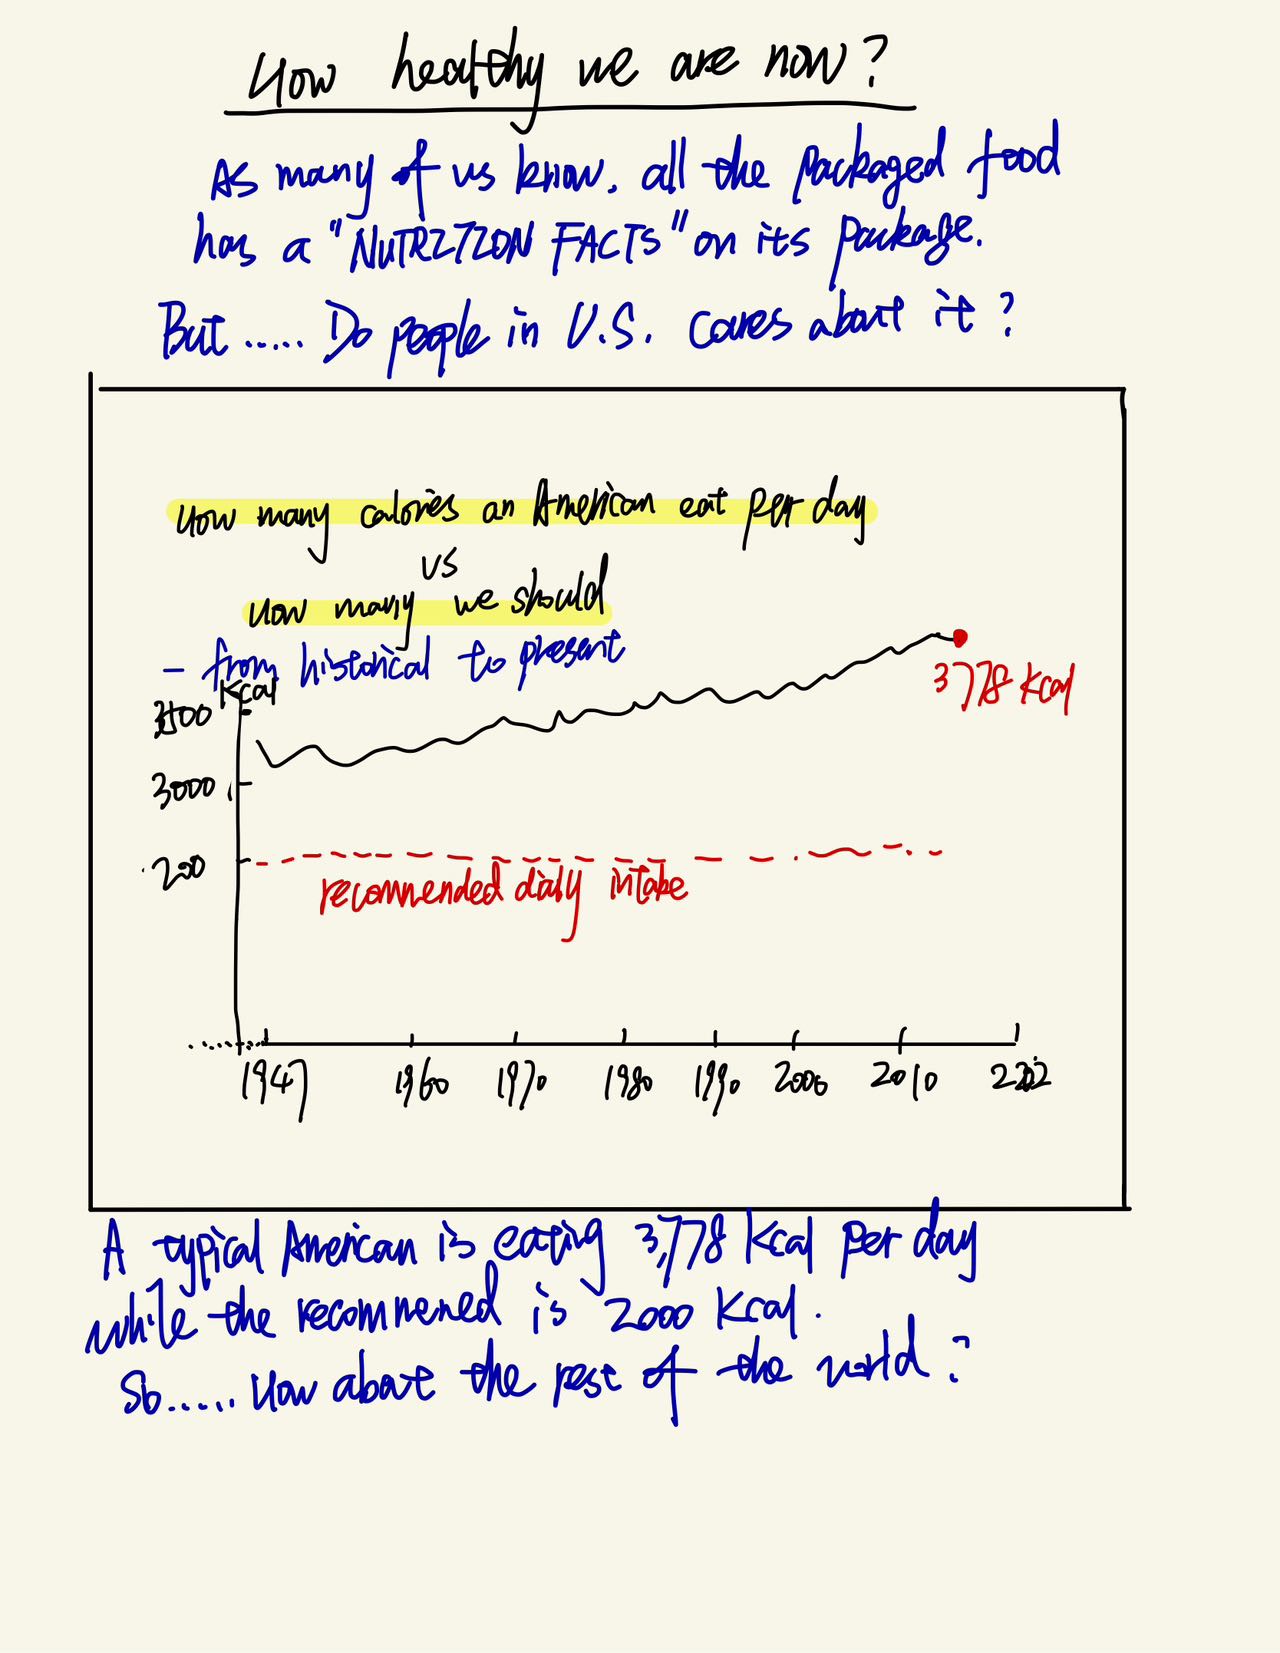 How healthy we are now?
As many of us know, all the packaged food
has a "NUTRITION FACTS" on its package.
But ..... Do people in U.S. cares about it?
How many calories an American eat per day
VS
How many we should
- from historical to present
Kcal
3500
3778 Kcal
3000
200
recommended daily intake
1947 1960 1970 1980 1990 2000 2010
A typical American is eating 3,778 Kcal per day
while the recommened is 2000 Kcal.
So ..... How about the rest of the world?